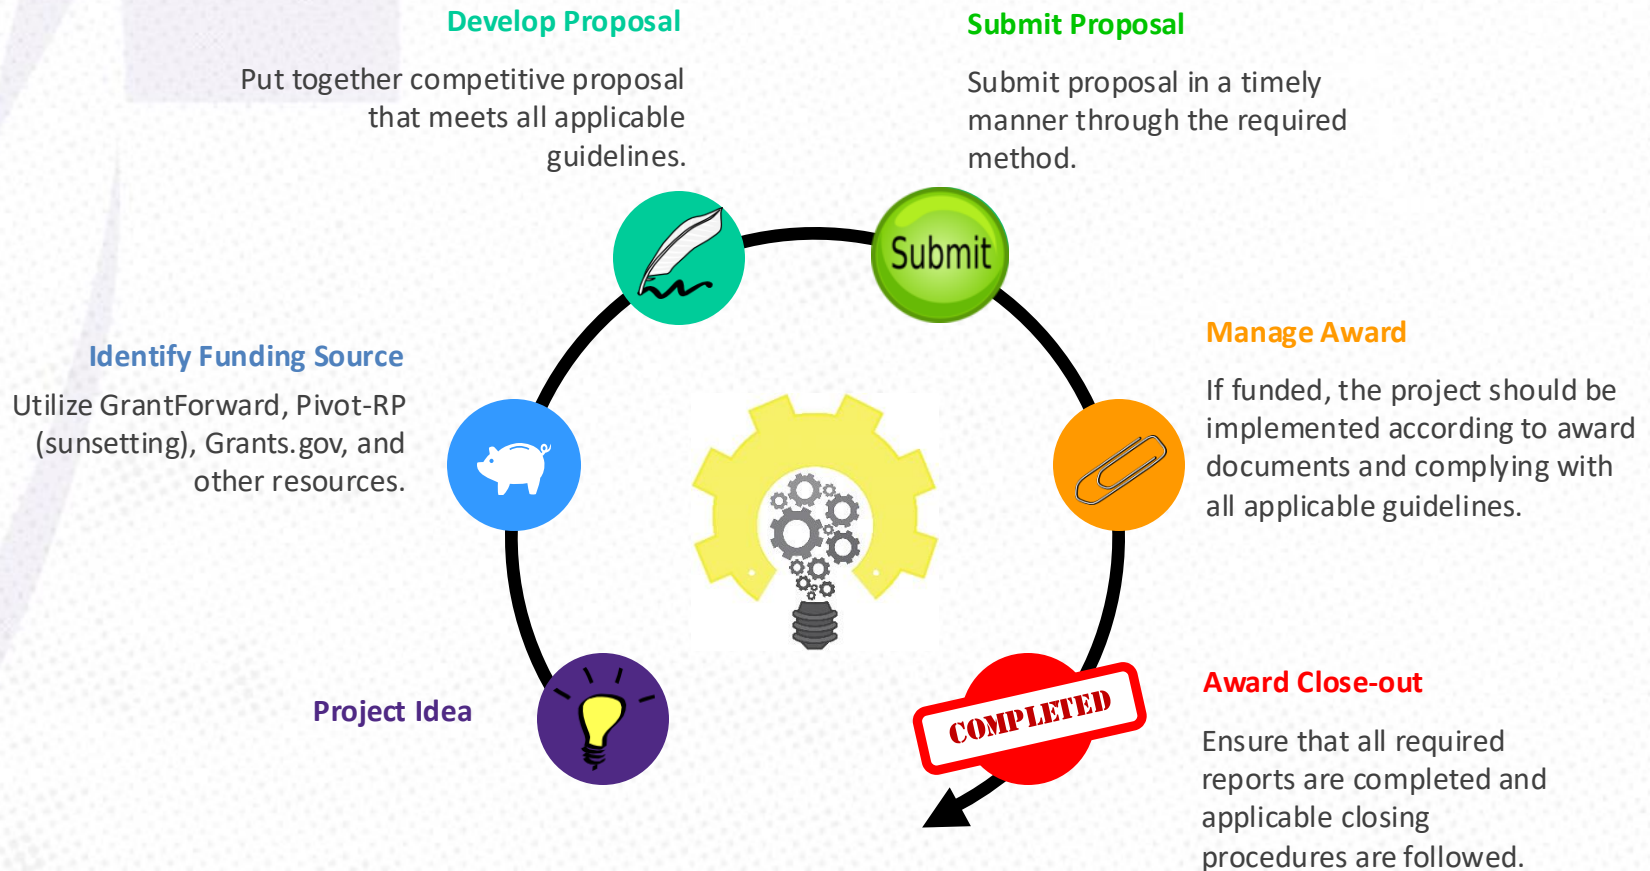 Develop Proposal
Put together competitive proposal
that meets all applicable
guidelines.
Submit Proposal
Submit proposal in a timely
manner through the required
method.
Submit
Identify Funding Source
Utilize GrantForward, Pivot-RP
(sunsetting), Grants.gov, and
other resources.
Manage Award
If funded, the project should be
implemented according to award
documents and complying with
all applicable guidelines.
Project Idea
COMPLETED
Award Close-out
Ensure that all required
reports are completed and
applicable closing
procedures are followed.